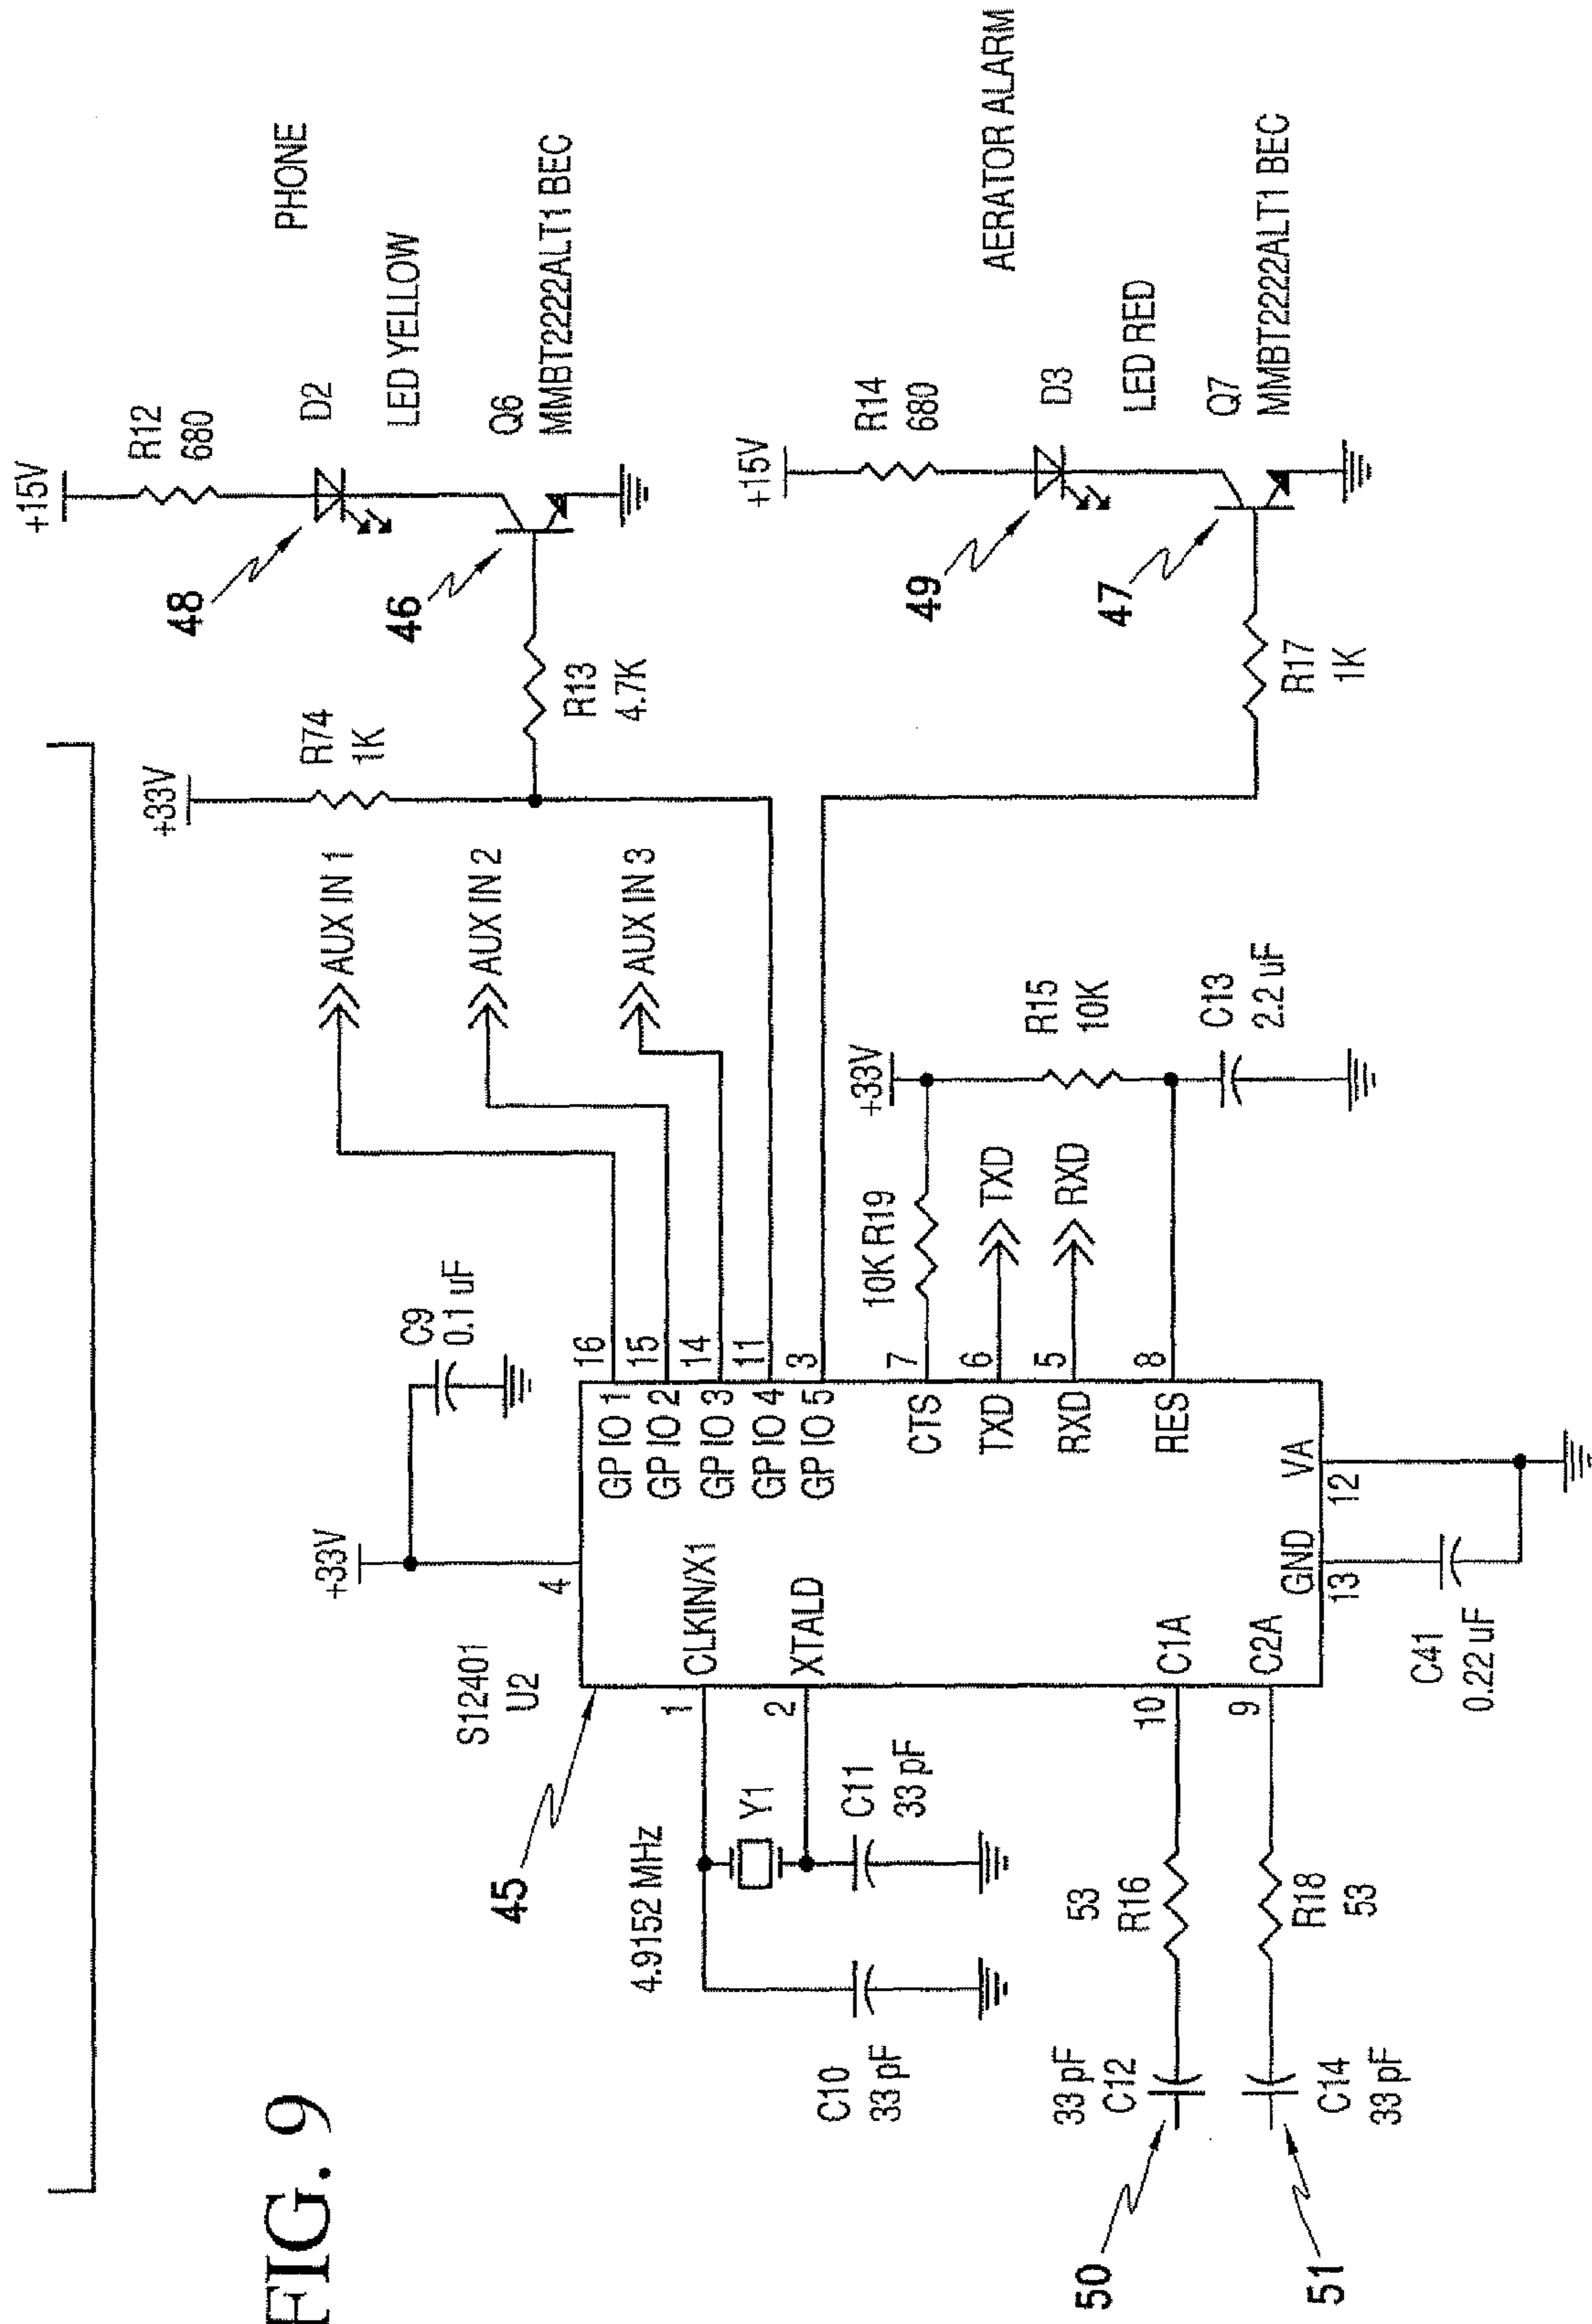 FIG. 9
+15V
R12
680
48
D2
PHONE
LED YELLOW
46
Q6
MMBT2222ALT1 BEC
+33V
R74
1K
R13
4.7K
AUX IN 1
AUX IN 2
AUX IN 3
+15V
R14
680
49
D3
AERATOR ALARM
LED RED
47
Q7
MMBT2222ALT1 BEC
R17
1K
+33V
C9
0.1 uF
S12401
U2
45
4
16
15
14
11
3
GP IO 1
GP IO 2
GP IO 3
GP IO 4
GP IO 5
CLKIN/X1
XTALD
1
2
4.9152 MHz
Y1
C11
33 pF
C10
33 pF
CTS
TXD
RXD
RES
7
6
5
8
10K R19
TXD
RXD
+33V
R15
10K
C13
2.2 uF
C1A
C2A
10
9
53
R16
R18
53
33 pF
C12
C14
33 pF
50
51
GND
VA
13
12
C41
0.22 uF